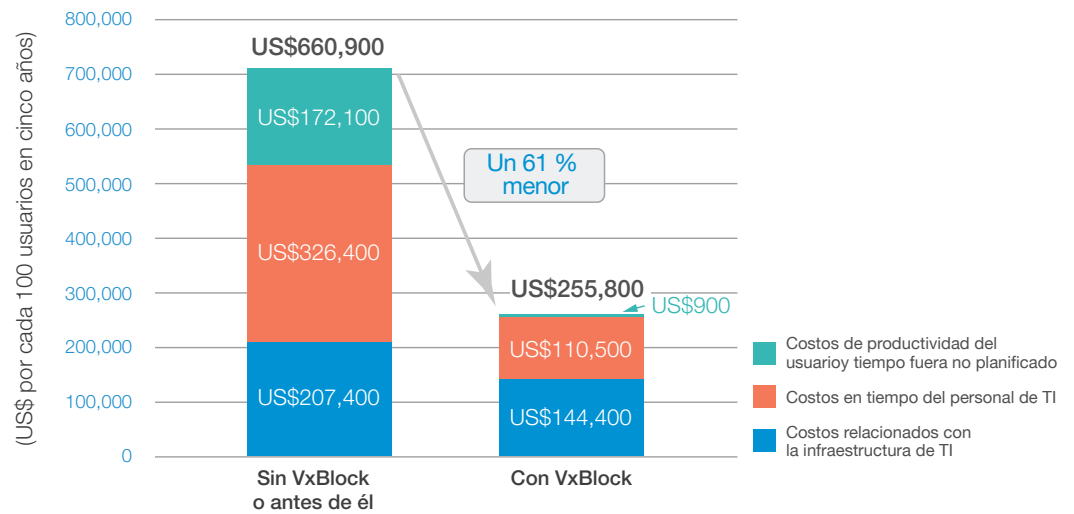 (US$ por cada 100 usuarios en cinco años)
800,000
700,000
600,000
500,000
400,000
300,000
200,000
100,000
0
US$660,900
US$172,100
US$326,400
US$207,400
Un 61 %
menor
US$255,800
US$900
US$110,500
US$144,400
Sin VxBlock
o antes de él
Con VxBlock
Costos de productividad del
usuarioy tiempo fuera no planificado
Costos en tiempo del personal de TI
Costos relacionados con
la infraestructura de TI